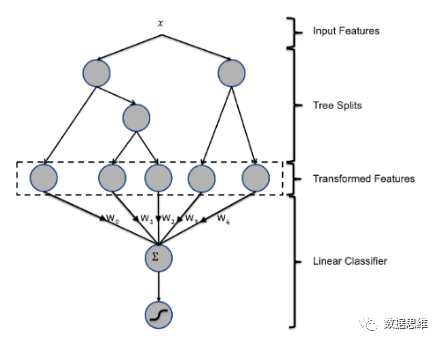 x
Input Features
Tree Splits
Transformed Features
W₀ W₁ W₂ W₃ W₄
Σ
Linear Classifier
数据思维